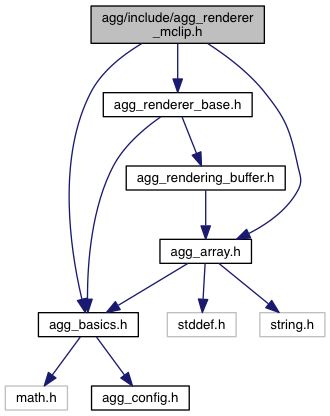 agg/include/agg_renderer
_mclip.h
agg_renderer_base.h
agg_rendering_buffer.h
agg_array.h
agg_basics.h
stddef.h
string.h
math.h
agg_config.h